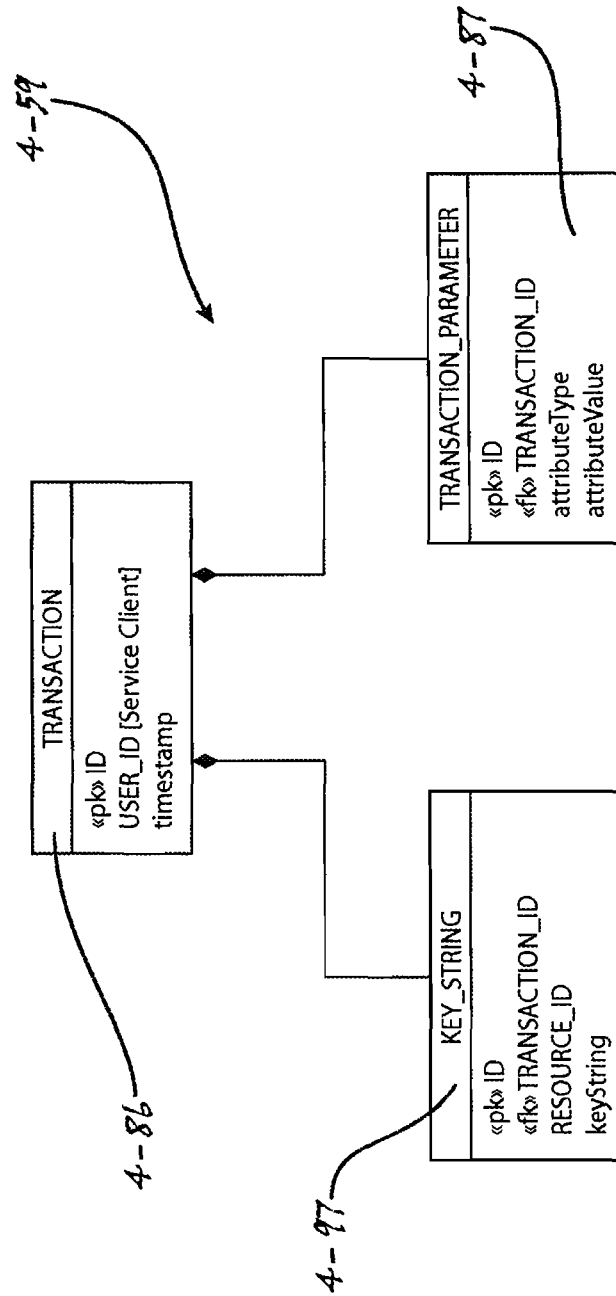 4-59
4-86
TRANSACTION
«pk» ID
USER_ID [Service Client]
timestamp
4-97
KEY_STRING
«pk» ID
«fk» TRANSACTION_ID
RESOURCE_ID
keyString
TRANSACTION_PARAMETER
«pk» ID
«fk» TRANSACTION_ID
attributeType
attributeValue
4-87